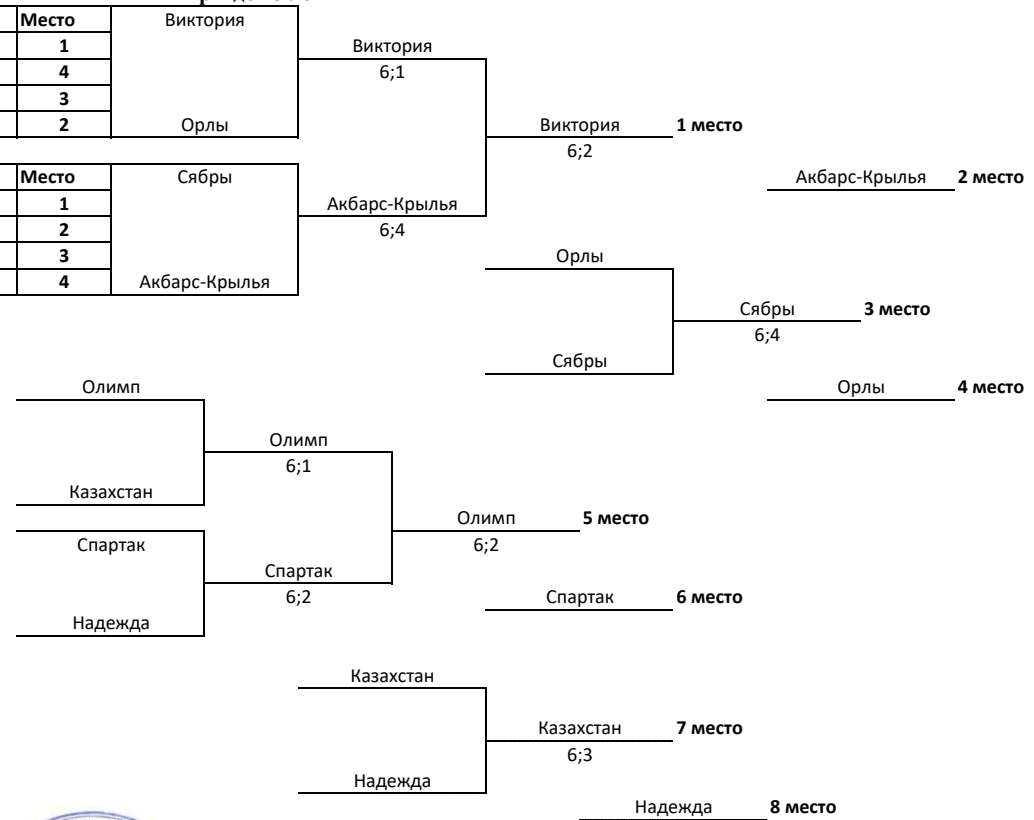 Место Виктория
1 Виктория
4 6;1
3
2 Орлы Виктория 1 место
6;2
Место Сябры Акбарс-Крылья 2 место
1 Акбарс-Крылья
2 6;4
3 Орлы
4 Акбарс-Крылья
Сябры 3 место
6;4
Сябры
Олимп Орлы 4 место
Олимп
6;1
Казахстан
Олимп 5 место
Спартак 6;2
Спартак
6;2 Спартак 6 место
Надежда
Казахстан
Казахстан 7 место
6;3
Надежда
Надежда 8 место